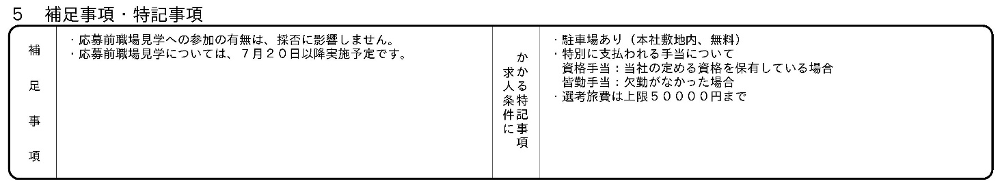 ５　補足事項・特記事項
補足事項
・応募前職場見学への参加の有無は、採否に影響しません。
・応募前職場見学については、７月２０日以降実施予定です。
求人条件に
かかる特記事項
・駐車場あり（本社敷地内、無料）
・特別に支払われる手当について
　資格手当：当社の定める資格を保有している場合
　皆勤手当：欠勤がなかった場合
・選考旅費は上限５００００円まで